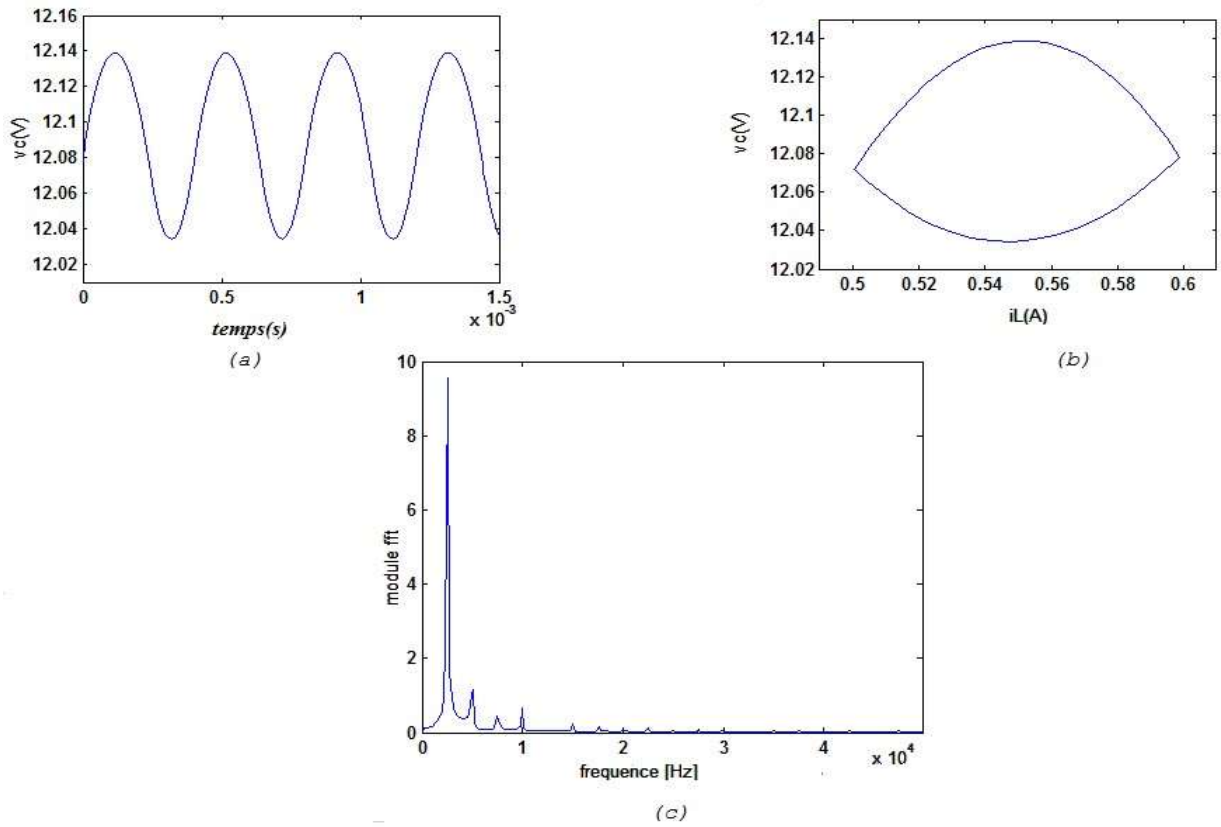 12.16
12.14
12.12
12.1
12.08
12.06
12.04
12.02
vc(V)
0 0.5 1 1.5
x 10⁻³
temps(s)
(a)
12.14
12.12
12.1
12.08
12.06
12.04
12.02
vc(V)
0.5 0.52 0.54 0.56 0.58 0.6
iL(A)
(b)
10
8
6
4
2
0
module fft
0 1 2 3 4
x 10⁴
frequence [Hz]
(c)